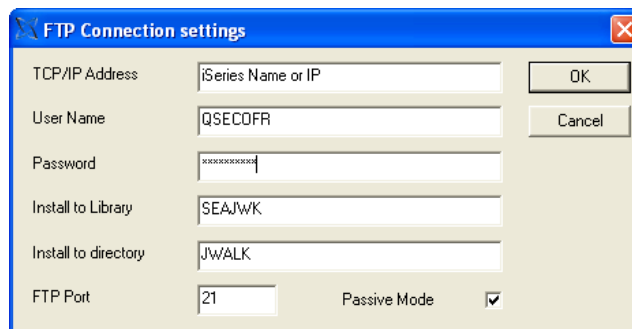 FTP Connection settings
TCP/IP Address iSeries Name or IP OK
User Name QSECOFR Cancel
Password **********
Install to Library SEAJWK
Install to directory JWALK
FTP Port 21 Passive Mode